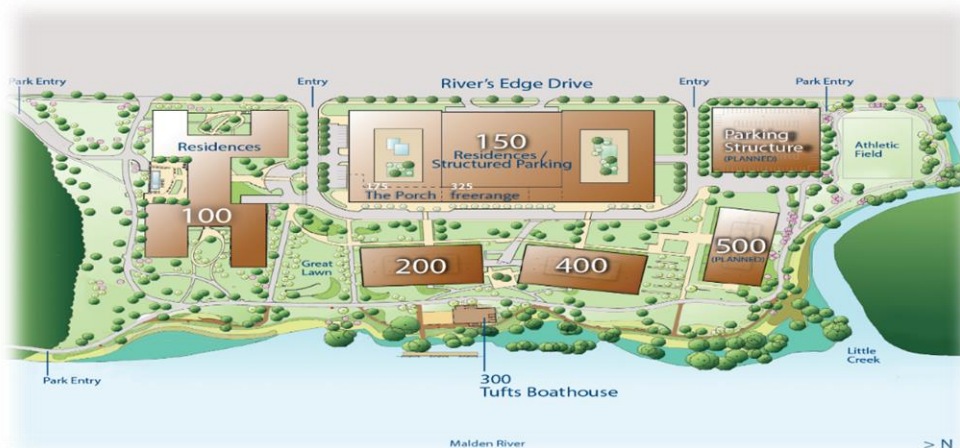 Park Entry
Entry
River's Edge Drive
Entry
Park Entry
Residences
150
Residences /
Structured Parking
Parking
Structure
(PLANNED)
Athletic
Field
175
The Porch
325
freerange
100
200
400
500
(PLANNED)
Great
Lawn
Little
Creek
Park Entry
300
Tufts Boathouse
Malden River
> N